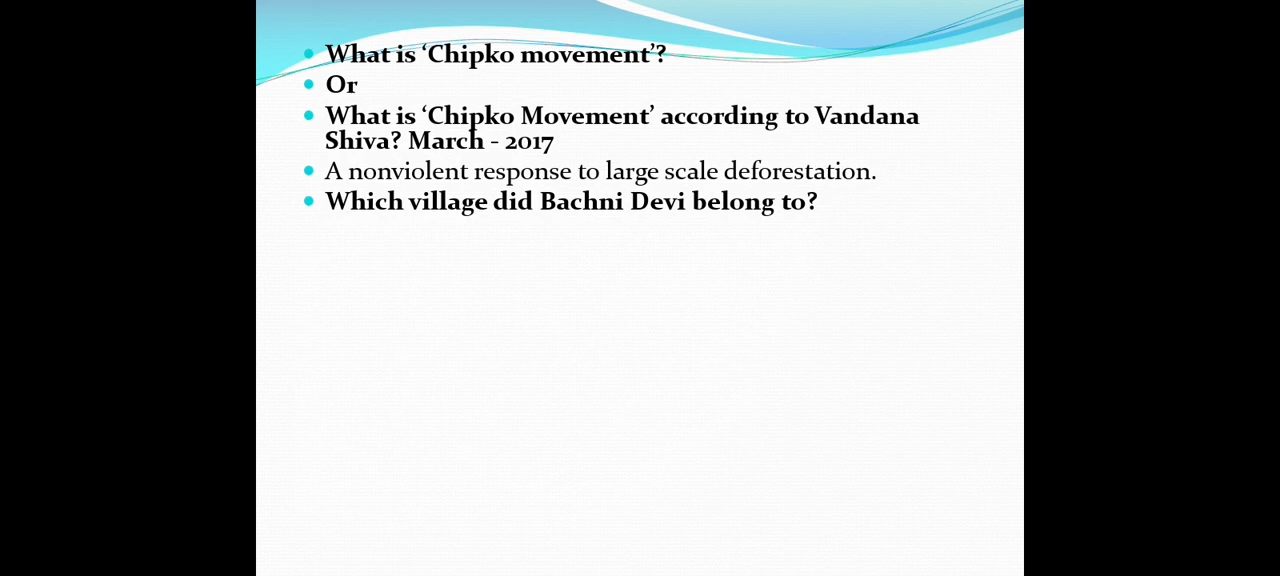 What is ‘Chipko movement’?
Or
What is ‘Chipko Movement’ according to Vandana
Shiva? March - 2017
A nonviolent response to large scale deforestation.
Which village did Bachni Devi belong to?